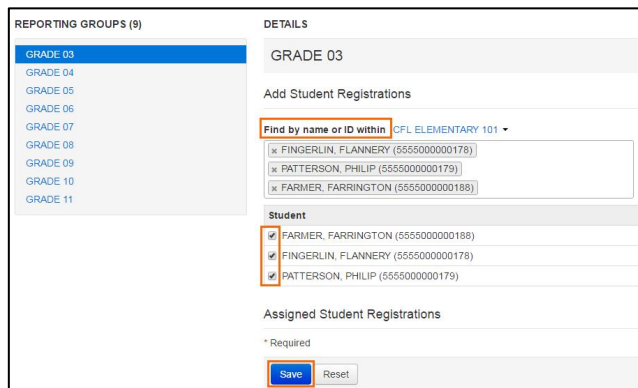 REPORTING GROUPS (9)
GRADE 03
GRADE 04
GRADE 05
GRADE 06
GRADE 07
GRADE 08
GRADE 09
GRADE 10
GRADE 11
DETAILS
GRADE 03
Add Student Registrations
Find by name or ID within CFL ELEMENTARY 101
× FINGERLIN, FLANNERY (5555000000178)
× PATTERSON, PHILIP (5555000000179)
× FARMER, FARRINGTON (5555000000188)
Student
FARMER, FARRINGTON (5555000000188)
FINGERLIN, FLANNERY (5555000000178)
PATTERSON, PHILIP (5555000000179)
Assigned Student Registrations
* Required
Save Reset